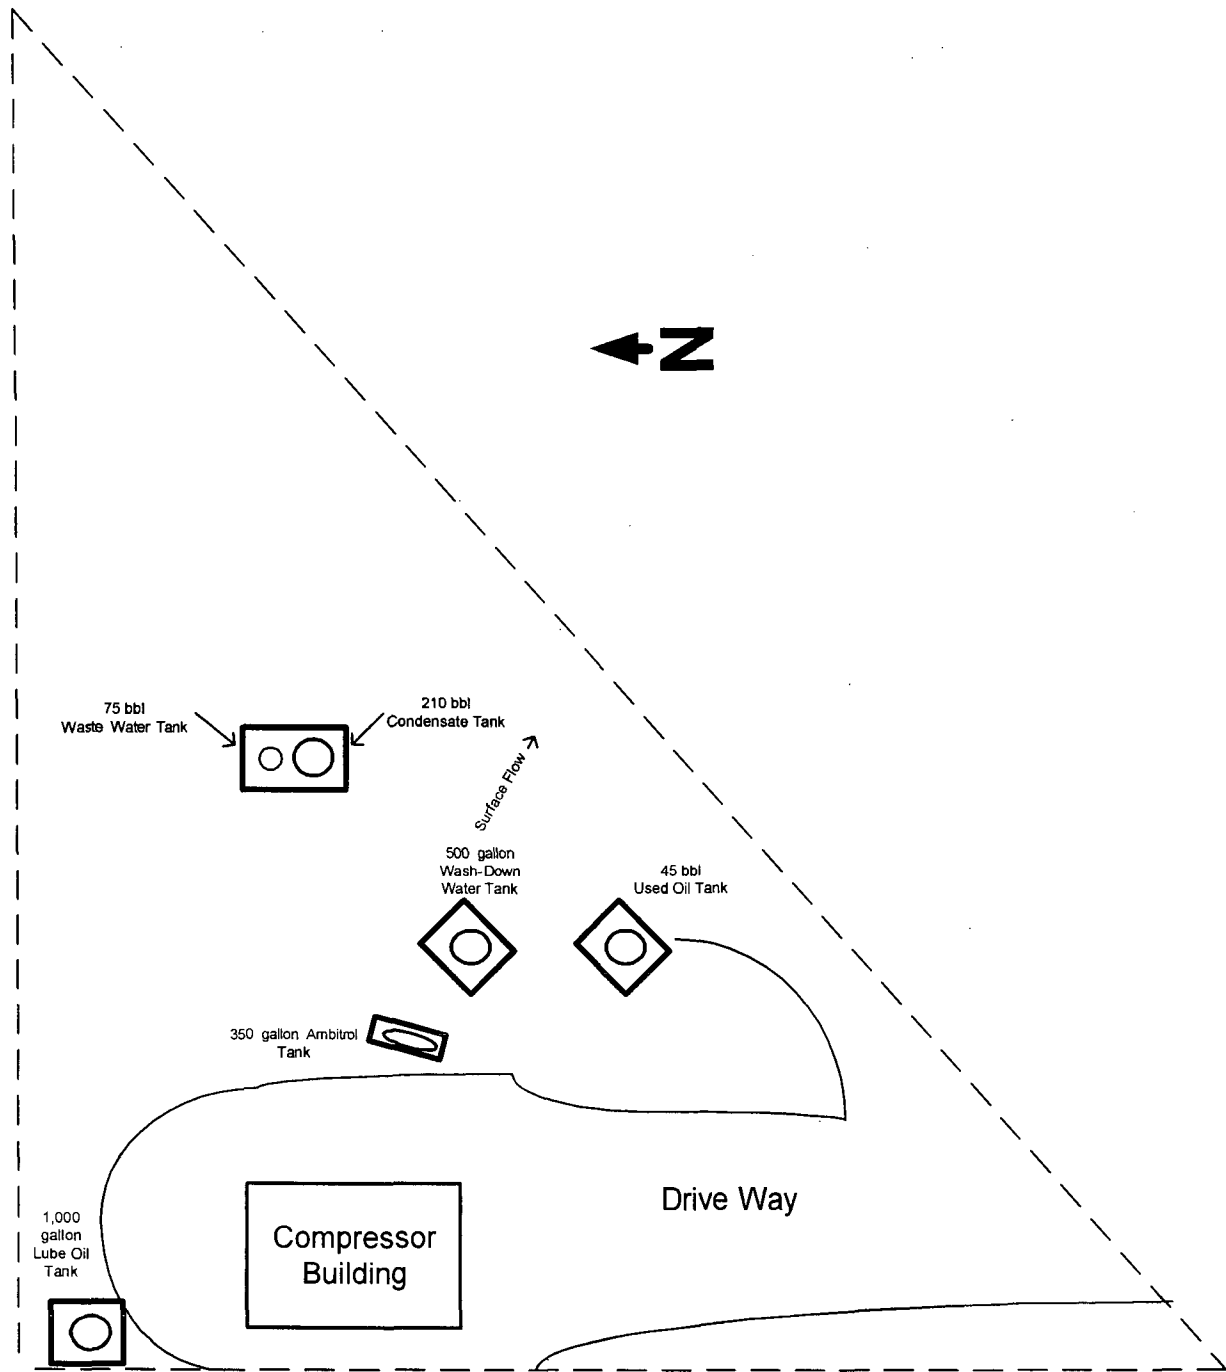 N
75 bbl
Waste Water Tank
210 bbl
Condensate Tank
Surface Flow
500 gallon
Wash-Down
Water Tank
45 bbl
Used Oil Tank
350 gallon Ambitrol
Tank
Drive Way
1,000
gallon
Lube Oil
Tank
Compressor
Building